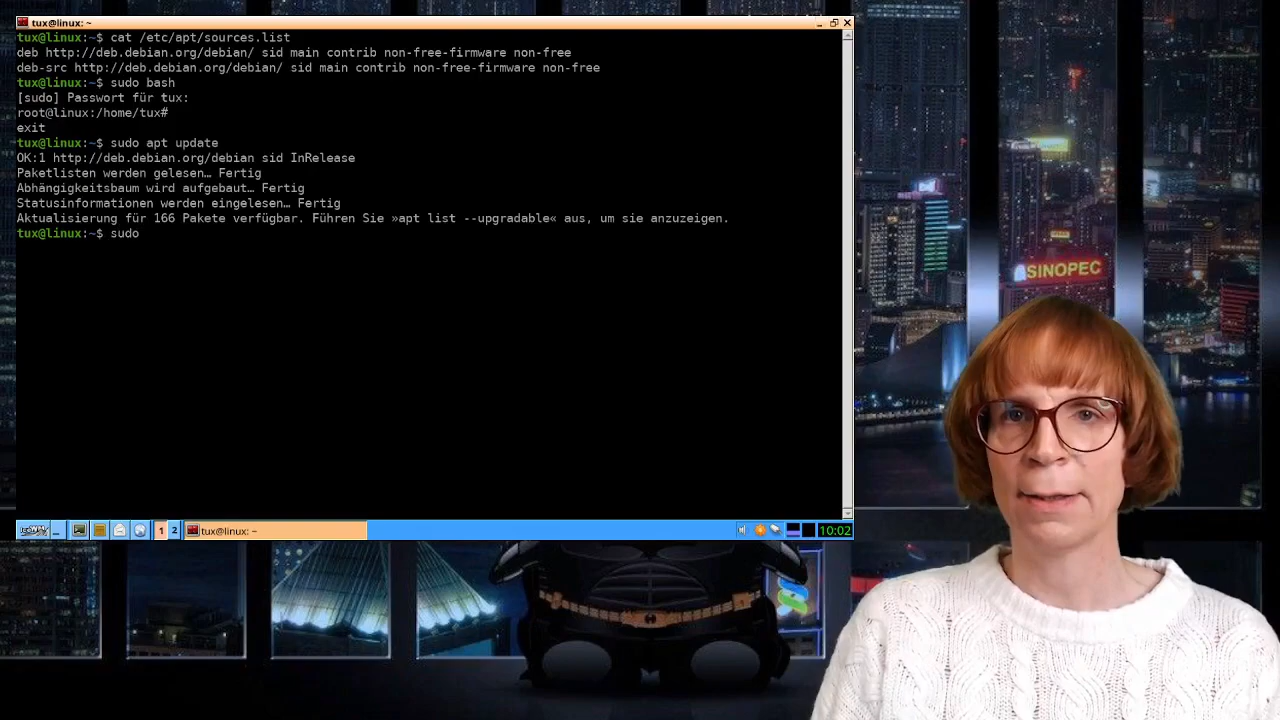 tux@linux: ~
tux@linux:~$ cat /etc/apt/sources.list
deb http://deb.debian.org/debian/ sid main contrib non-free-firmware non-free
deb-src http://deb.debian.org/debian/ sid main contrib non-free-firmware non-free
tux@linux:~$ sudo bash
[sudo] Passwort für tux:
root@linux:/home/tux#
exit
tux@linux:~$ sudo apt update
OK:1 http://deb.debian.org/debian sid InRelease
Paketlisten werden gelesen… Fertig
Abhängigkeitsbaum wird aufgebaut… Fertig
Statusinformationen werden eingelesen… Fertig
Aktualisierung für 166 Pakete verfügbar. Führen Sie »apt list --upgradable« aus, um sie anzuzeigen.
tux@linux:~$ sudo
SINOPEC
1 2 tux@linux: ~ 10:02